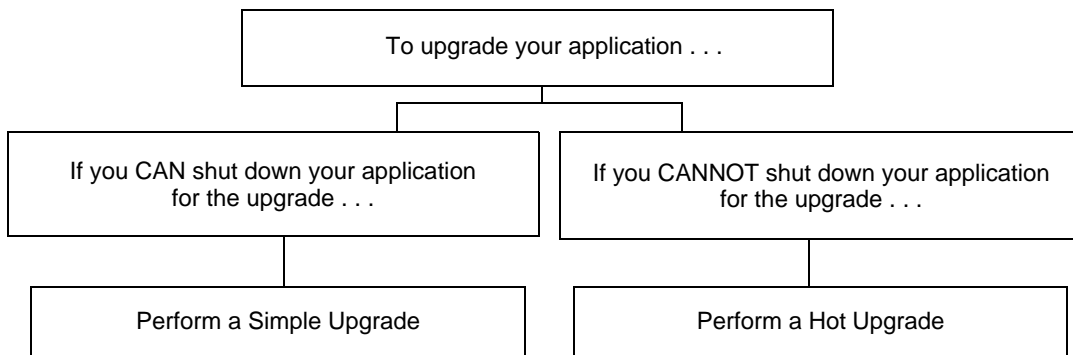 To upgrade your application . . .
If you CAN shut down your application
for the upgrade . . .
If you CANNOT shut down your application
for the upgrade . . .
Perform a Simple Upgrade
Perform a Hot Upgrade